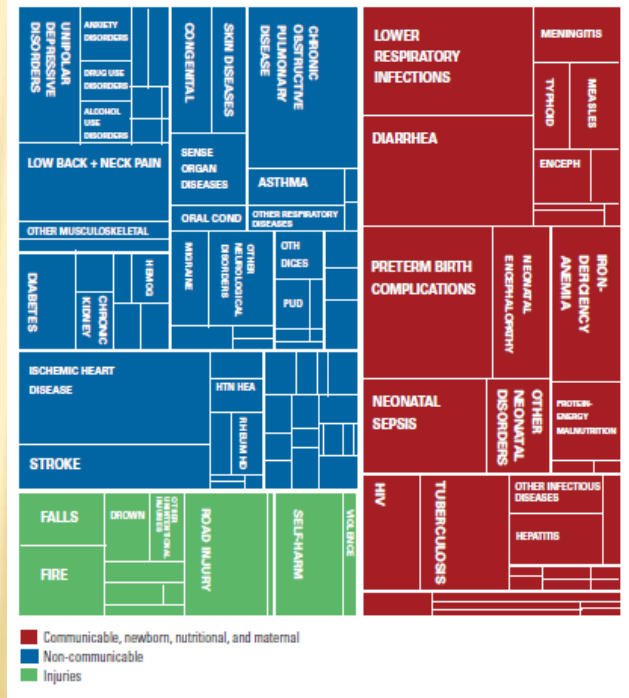 UNIPOLAR
DEPRESSIVE
DISORDERS
ANXIETY
DISORDERS
DRUG USE
DISORDERS
ALCOHOL
USE
DISORDERS
LOW BACK + NECK PAIN
OTHER MUSCULOSKELETAL
CONGENITAL
SKIN DISEASES
SENSE
ORGAN
DISEASES
ORAL COND
CHRONIC
OBSTRUCTIVE
PULMONARY
DISEASE
ASTHMA
OTHER RESPIRATORY
DISEASES
DIABETES
CHRONIC
KIDNEY
HEMOG
MIGRAINE
OTHER
NEUROLOGICAL
DISORDERS
OTH
DICES
PUD
ISCHEMIC HEART
DISEASE
STROKE
HTN HEA
RHEUM HD
FALLS
FIRE
DROWN
OTHER
UNINTENTIONAL
INJURIES
ROAD INJURY
SELF-HARM
VIOLENCE
LOWER
RESPIRATORY
INFECTIONS
DIARRHEA
MENINGITIS
TYPHOID
MEASLES
ENCEPH
PRETERM BIRTH
COMPLICATIONS
NEONATAL
ENCEPHALOPATHY
IRON-
DEFICIENCY
ANEMIA
NEONATAL
SEPSIS
OTHER
NEONATAL
DISORDERS
PROTEIN-
ENERGY
MALNUTRITION
HIV
TUBERCULOSIS
OTHER INFECTIOUS
DISEASES
HEPATITIS
Communicable, newborn, nutritional, and maternal
Non-communicable
Injuries